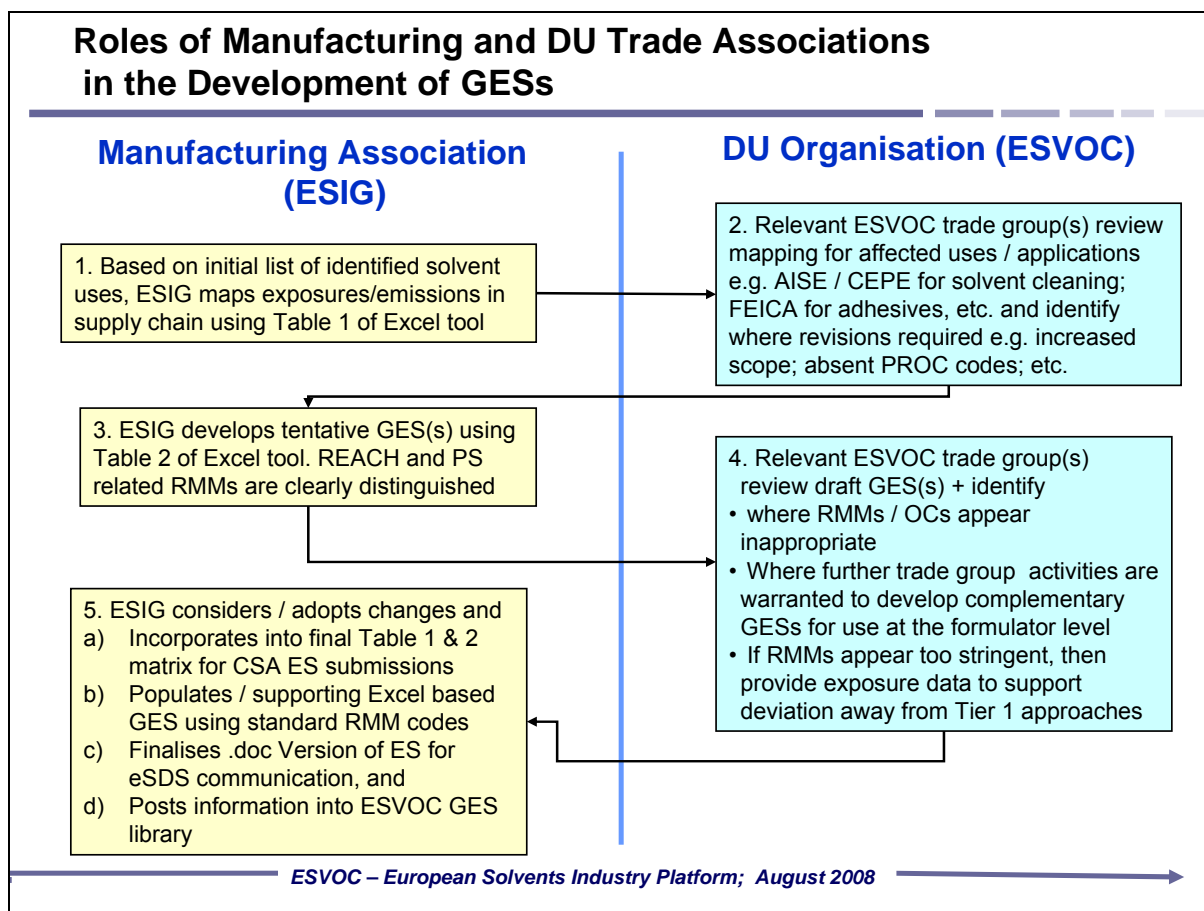 Roles of Manufacturing and DU Trade Associations
in the Development of GESs
Manufacturing Association
(ESIG)
DU Organisation (ESVOC)
1. Based on initial list of identified solvent
uses, ESIG maps exposures/emissions in
supply chain using Table 1 of Excel tool
2. Relevant ESVOC trade group(s) review
mapping for affected uses / applications
e.g. AISE / CEPE for solvent cleaning;
FEICA for adhesives, etc. and identify
where revisions required e.g. increased
scope; absent PROC codes; etc.
3. ESIG develops tentative GES(s) using
Table 2 of Excel tool. REACH and PS
related RMMs are clearly distinguished
4. Relevant ESVOC trade group(s)
review draft GES(s) + identify
• where RMMs / OCs appear
inappropriate
• Where further trade group activities are
warranted to develop complementary
GESs for use at the formulator level
• If RMMs appear too stringent, then
provide exposure data to support
deviation away from Tier 1 approaches
5. ESIG considers / adopts changes and
a) Incorporates into final Table 1 & 2
matrix for CSA ES submissions
b) Populates / supporting Excel based
GES using standard RMM codes
c) Finalises .doc Version of ES for
eSDS communication, and
d) Posts information into ESVOC GES
library
ESVOC – European Solvents Industry Platform; August 2008